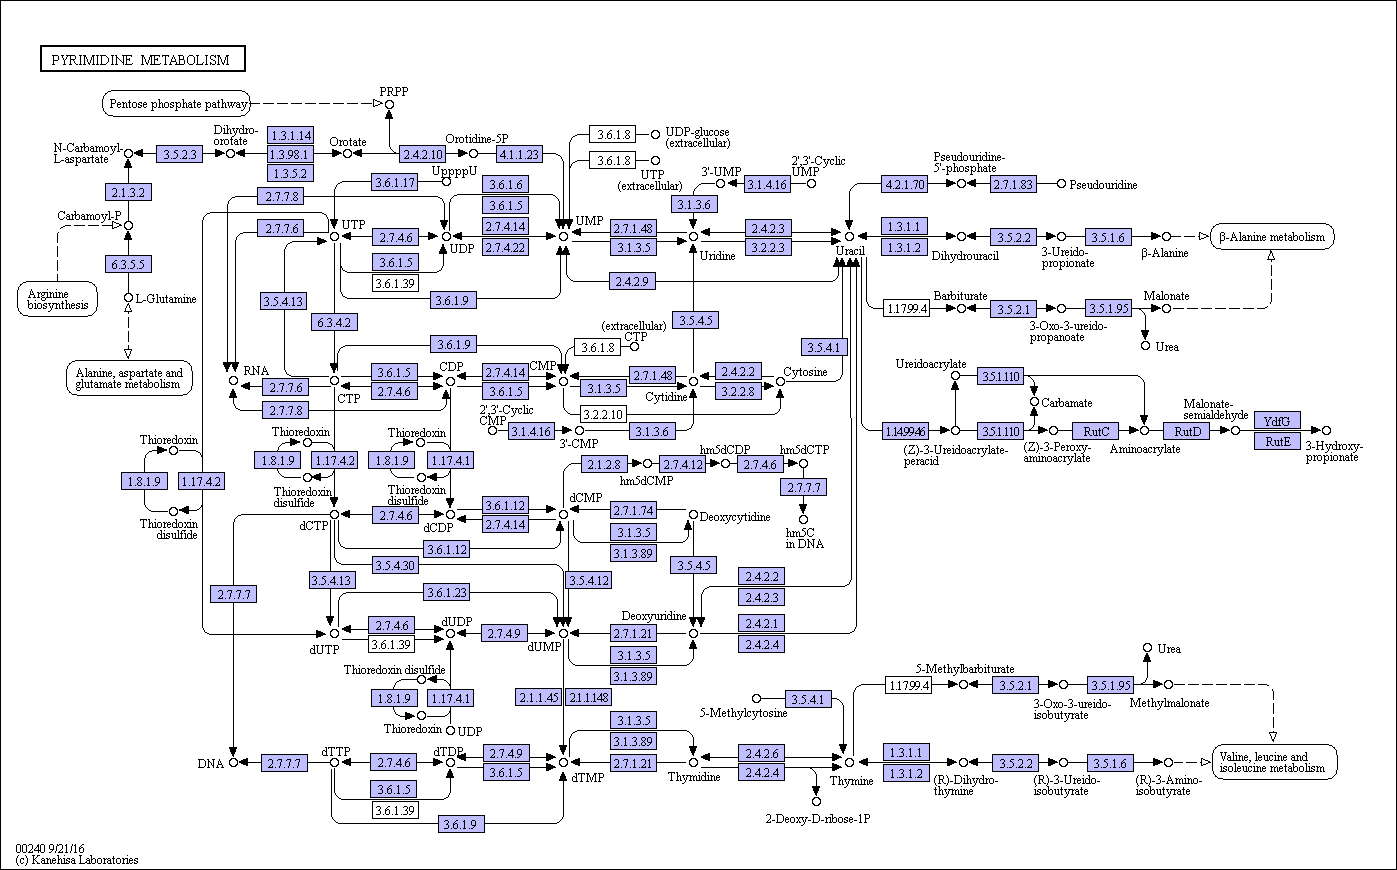 PYRIMIDINE METABOLISM
Pentose phosphate pathway
PRPP
N-Carbamoyl-
L-aspartate
3.5.2.3
Dihydro-
orotate
1.3.1.14
1.3.98.1
1.3.5.2
Orotate
2.4.2.10
Orotidine-5P
4.1.1.23
3.6.1.8
UDP-glucose
(extracellular)
3.6.1.8
UTP
(extracellular)
3'-UMP
3.1.4.16
2',3'-Cyclic
UMP
3.1.3.6
Pseudouridine-
5'-phosphate
4.2.1.70
2.7.1.83
Pseudouridine
2.1.3.2
Carbamoyl-P
6.3.5.5
L-Glutamine
Arginine
biosynthesis
Alanine, aspartate and
glutamate metabolism
UppppU
3.6.1.17
2.7.7.8
2.7.7.6
UTP
2.7.4.6
3.6.1.5
3.6.1.39
UDP
3.6.1.6
3.6.1.5
2.7.4.14
2.7.4.22
UMP
2.7.1.48
3.1.3.5
Uridine
2.4.2.3
3.2.2.3
Uracil
1.3.1.1
1.3.1.2
Dihydrouracil
3.5.2.2
3-Ureido-
propionate
3.5.1.6
β-Alanine
β-Alanine metabolism
2.4.2.9
3.6.1.9
3.5.4.13
6.3.4.2
3.5.4.5
1.1.99.4
Barbiturate
3.5.2.1
3-Oxo-3-ureido-
propanoate
3.5.1.95
Malonate
Urea
3.6.1.9
(extracellular)
CTP
3.6.1.8
3.5.4.1
RNA
2.7.7.6
2.7.7.8
CTP
3.6.1.5
2.7.4.6
CDP
2.7.4.14
3.6.1.5
CMP
2.7.1.48
3.1.3.5
Cytidine
2.4.2.2
3.2.2.8
Cytosine
3.2.2.10
2',3'-Cyclic
CMP
3.1.4.16
3'-CMP
3.1.3.6
Ureidoacrylate
3.5.1.110
Carbamate
1.14.99.46
(Z)-3-Ureidoacrylate-
peracid
3.5.1.110
(Z)-3-Peroxy-
aminoacrylate
RutC
Aminoacrylate
RutD
Malonate-
semialdehyde
YdfG
RutE
3-Hydroxy-
propionate
Thioredoxin
1.8.1.9
1.17.4.2
Thioredoxin
disulfide
Thioredoxin
1.8.1.9
1.17.4.2
Thioredoxin
disulfide
Thioredoxin
1.8.1.9
1.17.4.1
Thioredoxin
disulfide
2.1.2.8
hm5dCMP
2.7.4.12
hm5dCDP
2.7.4.6
hm5dCTP
2.7.7.7
hm5C
in DNA
dCTP
2.7.4.6
dCDP
3.6.1.12
2.7.4.14
dCMP
2.7.1.74
3.1.3.5
3.1.3.89
Deoxycytidine
3.6.1.12
3.5.4.30
3.5.4.13
3.5.4.12
3.5.4.5
2.7.7.7
3.6.1.23
2.4.2.2
2.4.2.3
2.4.2.1
2.4.2.4
dUTP
2.7.4.6
3.6.1.39
dUDP
2.7.4.9
dUMP
2.7.1.21
3.1.3.5
3.1.3.89
Deoxyuridine
Thioredoxin disulfide
1.8.1.9
1.17.4.1
Thioredoxin
UDP
2.1.1.45
2.1.1.148
5-Methylcytosine
3.5.4.1
5-Methylbarbiturate
1.1.99.4
3.5.2.1
3-Oxo-3-ureido-
isobutyrate
3.5.1.95
Urea
Methylmalonate
DNA
2.7.7.7
dTTP
2.7.4.6
3.6.1.5
3.6.1.39
dTDP
2.7.4.9
3.6.1.5
dTMP
3.6.1.9
3.1.3.5
3.1.3.89
2.7.1.21
Thymidine
2.4.2.6
2.4.2.4
2-Deoxy-D-ribose-1P
Thymine
1.3.1.1
1.3.1.2
(R)-Dihydro-
thymine
3.5.2.2
(R)-3-Ureido-
isobutyrate
3.5.1.6
(R)-3-Amino-
isobutyrate
Valine, leucine and
isoleucine metabolism
00240 9/21/16
(c) Kanehisa Laboratories